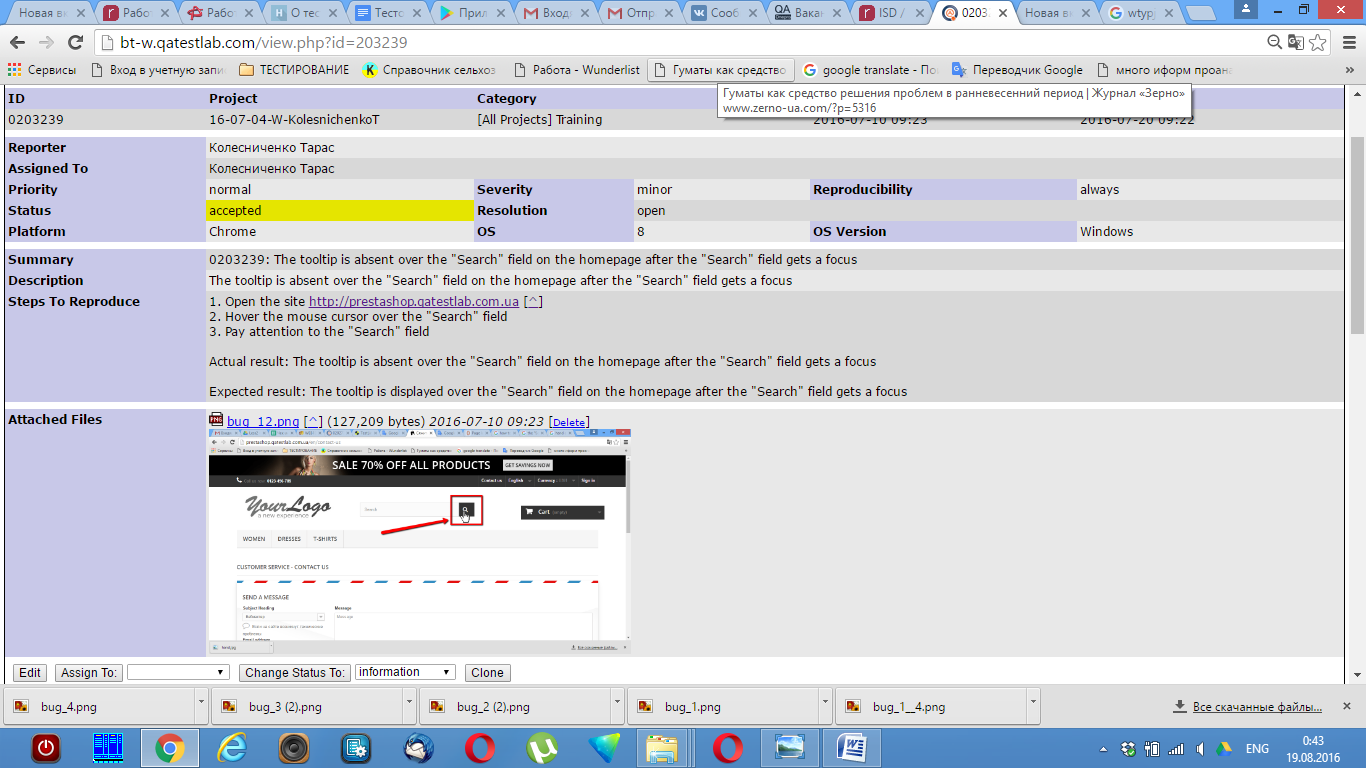 Новая вк
Работ
Работ
О тес
Тесто
Прил
Входя
Отпр
Сооб
Вакан
ISD
0203
Новая вк
wtypj
bt-w.qatestlab.com/view.php?id=203239
Сервисы
Вход в учетную запи
ТЕСТИРОВАНИЕ
Справочник сельхоз
Работа - Wunderlist
Гуматы как средство
google translate - По
Переводчик Google
много иформ проана
Гуматы как средство решения проблем в ранневесенний период | Журнал «Зерно»
www.zerno-ua.com/?p=5316
ID Project Category
0203239 16-07-04-W-KolesnichenkoT [All Projects] Training 2016-07-10 09:23 2016-07-20 09:22
Reporter Колесниченко Тарас
Assigned To Колесниченко Тарас
Priority normal Severity minor Reproducibility always
Status accepted Resolution open
Platform Chrome OS 8 OS Version Windows
Summary 0203239: The tooltip is absent over the "Search" field on the homepage after the "Search" field gets a focus
Description The tooltip is absent over the "Search" field on the homepage after the "Search" field gets a focus
Steps To Reproduce 1. Open the site http://prestashop.qatestlab.com.ua [^]
2. Hover the mouse cursor over the "Search" field
3. Pay attention to the "Search" field
Actual result: The tooltip is absent over the "Search" field on the homepage after the "Search" field gets a focus
Expected result: The tooltip is displayed over the "Search" field on the homepage after the "Search" field gets a focus
Attached Files bug_12.png [^] (127,209 bytes) 2016-07-10 09:23 [Delete]
SALE 70% OFF ALL PRODUCTS GET SAVINGS NOW
Contact us English Currency Sign in
YourLogo
a new experience
Search
Cart
WOMEN DRESSES T-SHIRTS
CUSTOMER SERVICE - CONTACT US
SEND A MESSAGE
Subject Heading Message
Message
Edit Assign To: Change Status To: information Clone
bug_4.png
bug_3 (2).png
bug_2 (2).png
bug_1.png
bug_1__4.png
Все скачанные файлы...
ENG
0:43
19.08.2016